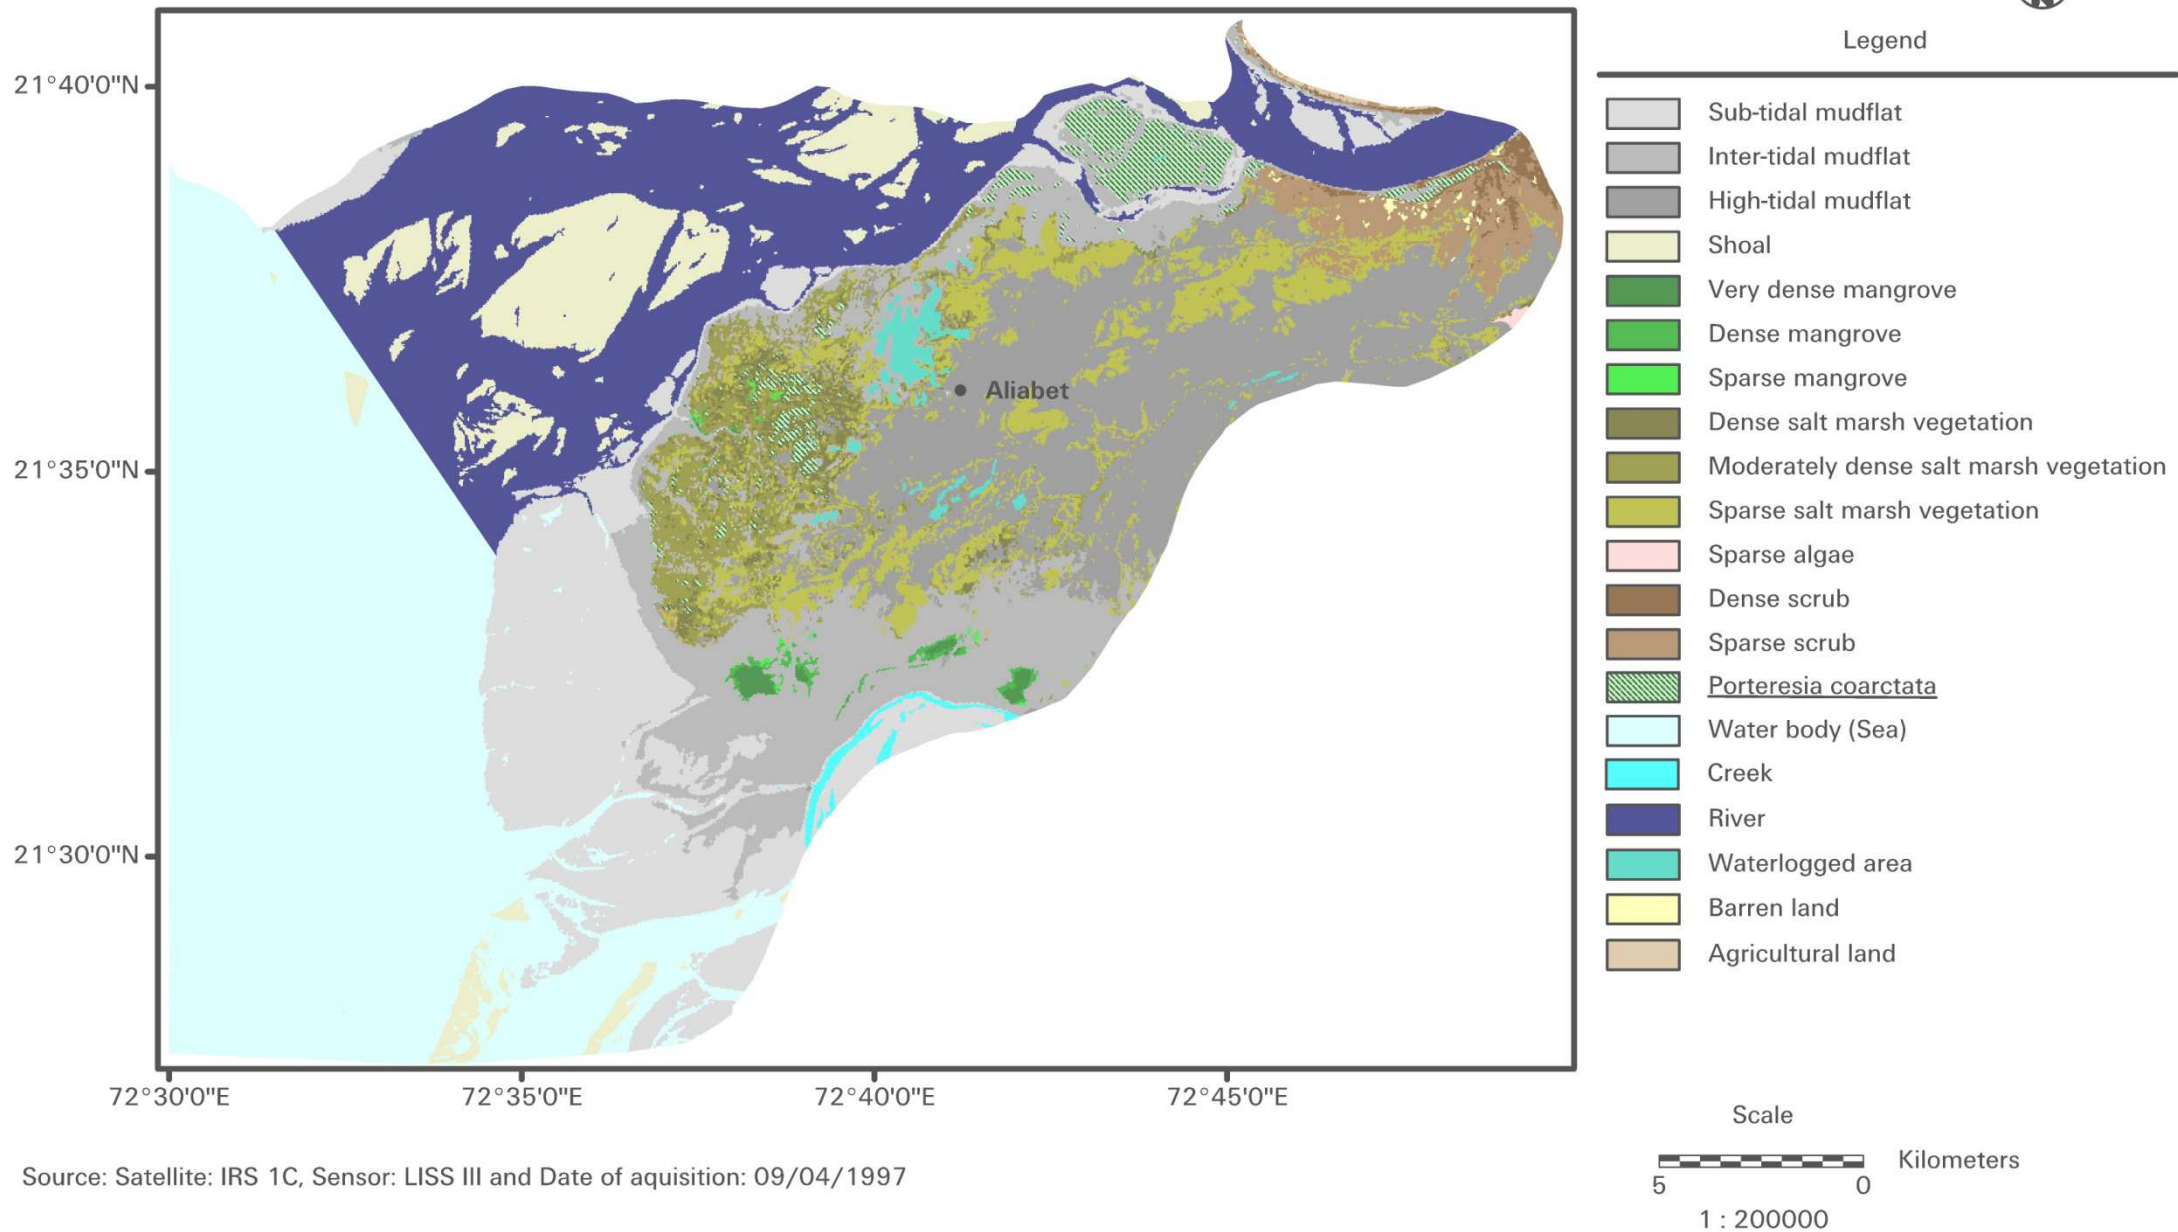 Legend
21°40'0"N
21°35'0"N
21°30'0"N
72°30'0"E
72°35'0"E
72°40'0"E
72°45'0"E
Aliabet
Sub-tidal mudflat
Inter-tidal mudflat
High-tidal mudflat
Shoal
Very dense mangrove
Dense mangrove
Sparse mangrove
Dense salt marsh vegetation
Moderately dense salt marsh vegetation
Sparse salt marsh vegetation
Sparse algae
Dense scrub
Sparse scrub
Porteresia coarctata
Water body (Sea)
Creek
River
Waterlogged area
Barren land
Agricultural land
Scale
Kilometers
5 0
1 : 200000
Source: Satellite: IRS 1C, Sensor: LISS III and Date of aquisition: 09/04/1997